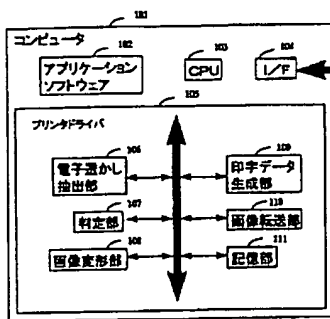 101
コンピュータ
102
103
104
アプリケーション
ソフトウェア
CPU
I/F
105
プリンタドライバ
106
109
電子透かし
抽出部
印字データ
生成部
107
110
判定部
画像転送部
108
111
画像変形部
記憶部